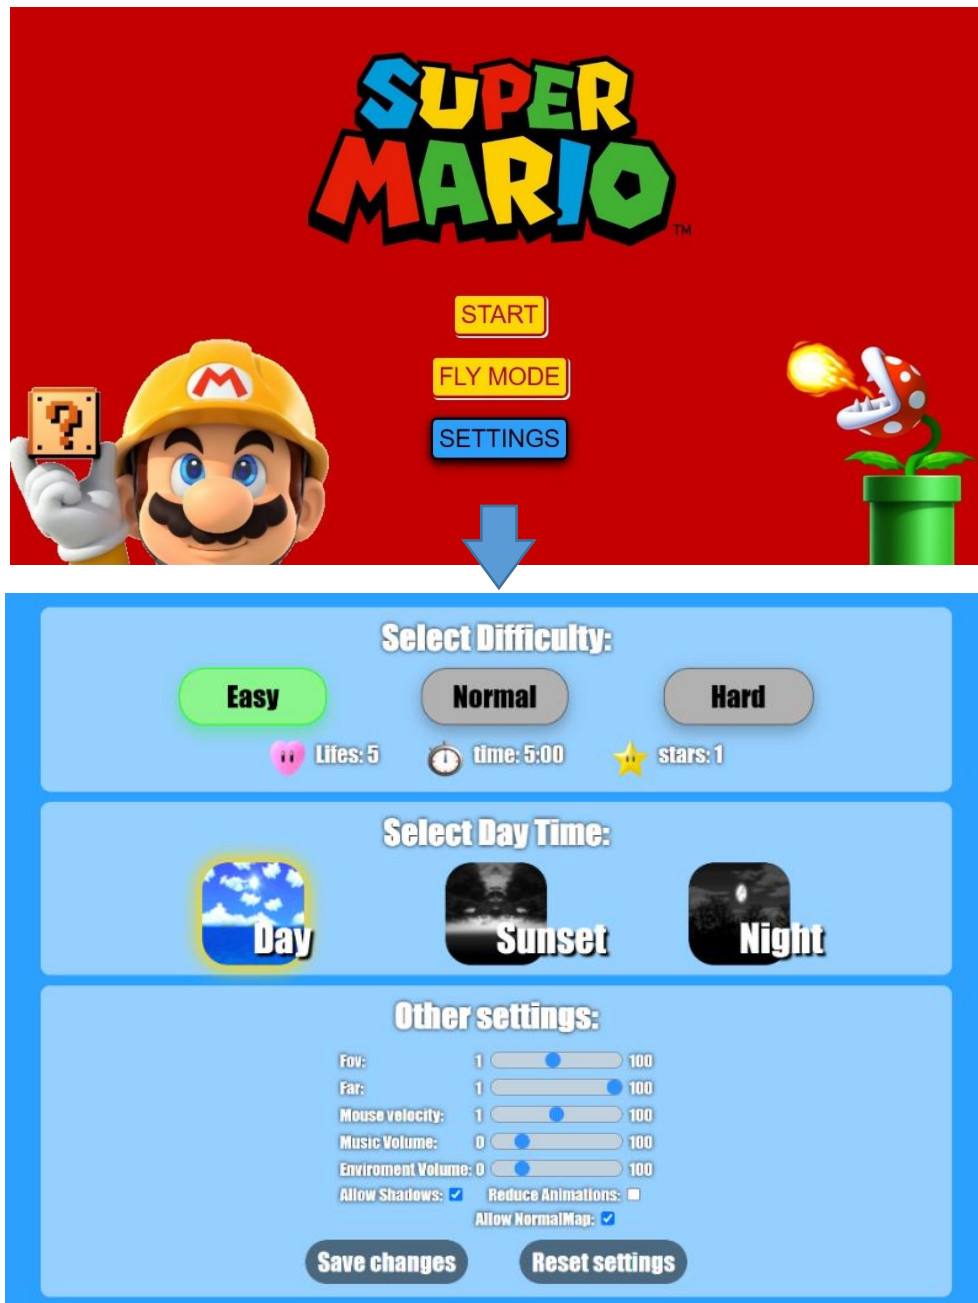 SUPER
MARIO™
START
FLY MODE
SETTINGS
M
?
Select Difficulty:
Easy Normal Hard
Lifes: 5 time: 5:00 stars: 1
Select Day Time:
Day Sunset Night
Other settings:
Fov: 1 100
Far: 1 100
Mouse velocity: 1 100
Music Volume: 0 100
Enviroment Volume: 0 100
Allow Shadows: Reduce Animations:
Allow NormalMap:
Save changes Reset settings